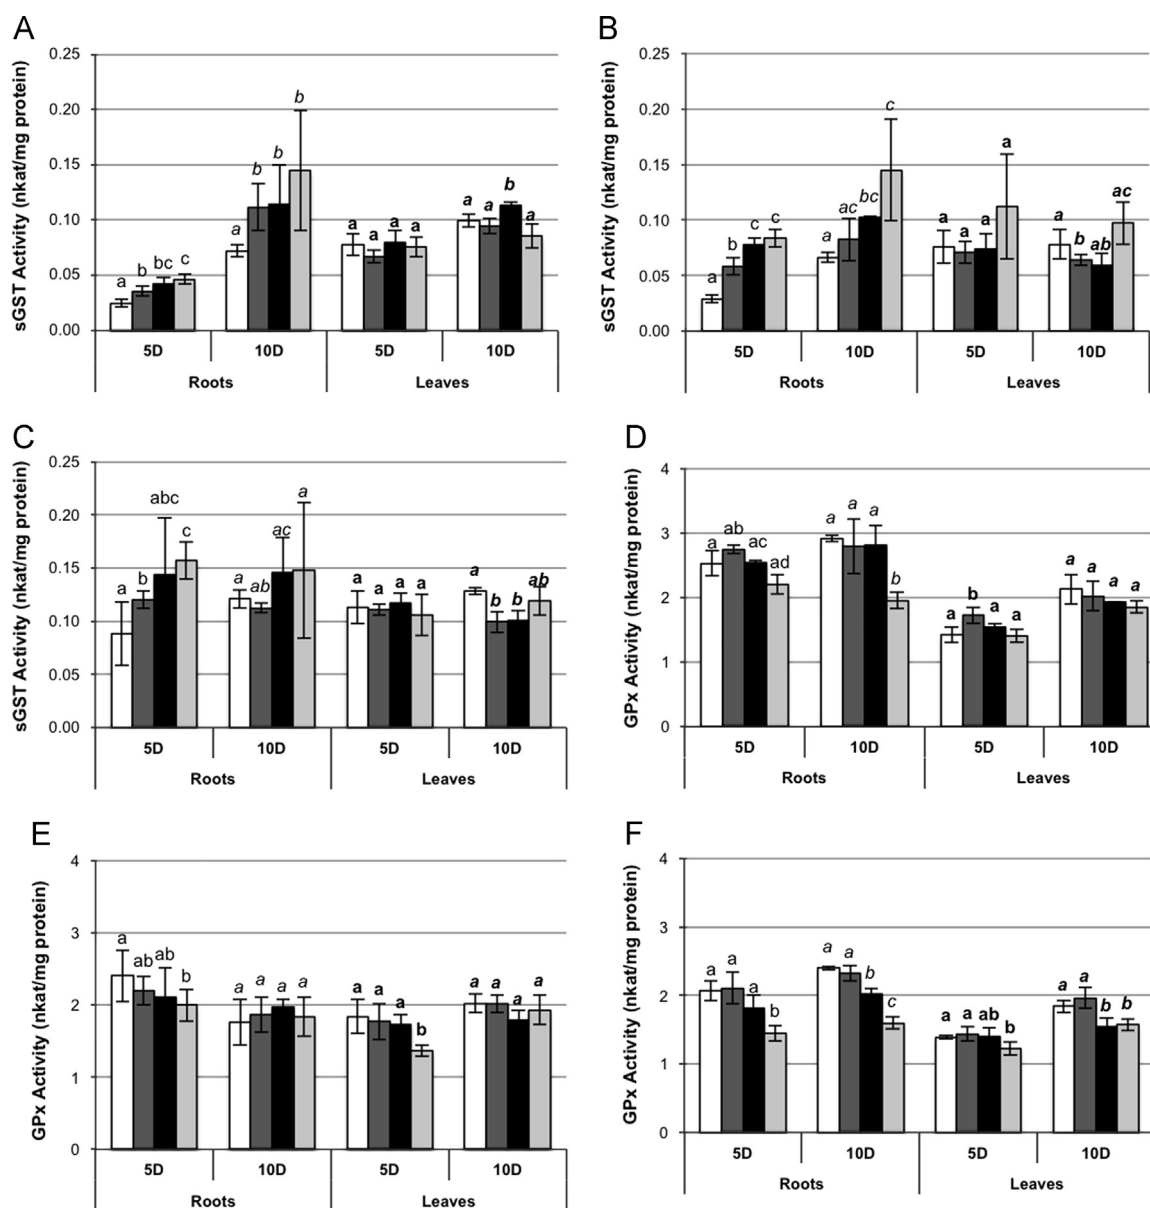 A
sGST Activity (nkat/mg protein)
0.25
0.20
0.15
0.10
0.05
0.00
a b bc c
a b b b
a a a a
a a b a
5D 10D 5D 10D
Roots Leaves
B
sGST Activity (nkat/mg protein)
0.25
0.20
0.15
0.10
0.05
0.00
a b c c
a ac bc c
a a a a
a b ab ac
5D 10D 5D 10D
Roots Leaves
C
sGST Activity (nkat/mg protein)
0.25
0.20
0.15
0.10
0.05
0.00
a b abc c
a ab ac a
a a a a
a b b ab
5D 10D 5D 10D
Roots Leaves
D
GPx Activity (nkat/mg protein)
4
3
2
1
0
a ab ac ad
a a a b
a b a a
a a a a
5D 10D 5D 10D
Roots Leaves
E
GPx Activity (nkat/mg protein)
4
3
2
1
0
a ab ab b
a a a a
a a a b
a a a a
5D 10D 5D 10D
Roots Leaves
F
GPx Activity (nkat/mg protein)
4
3
2
1
0
a a a b
a a b c
a a ab b
a a b b
5D 10D 5D 10D
Roots Leaves